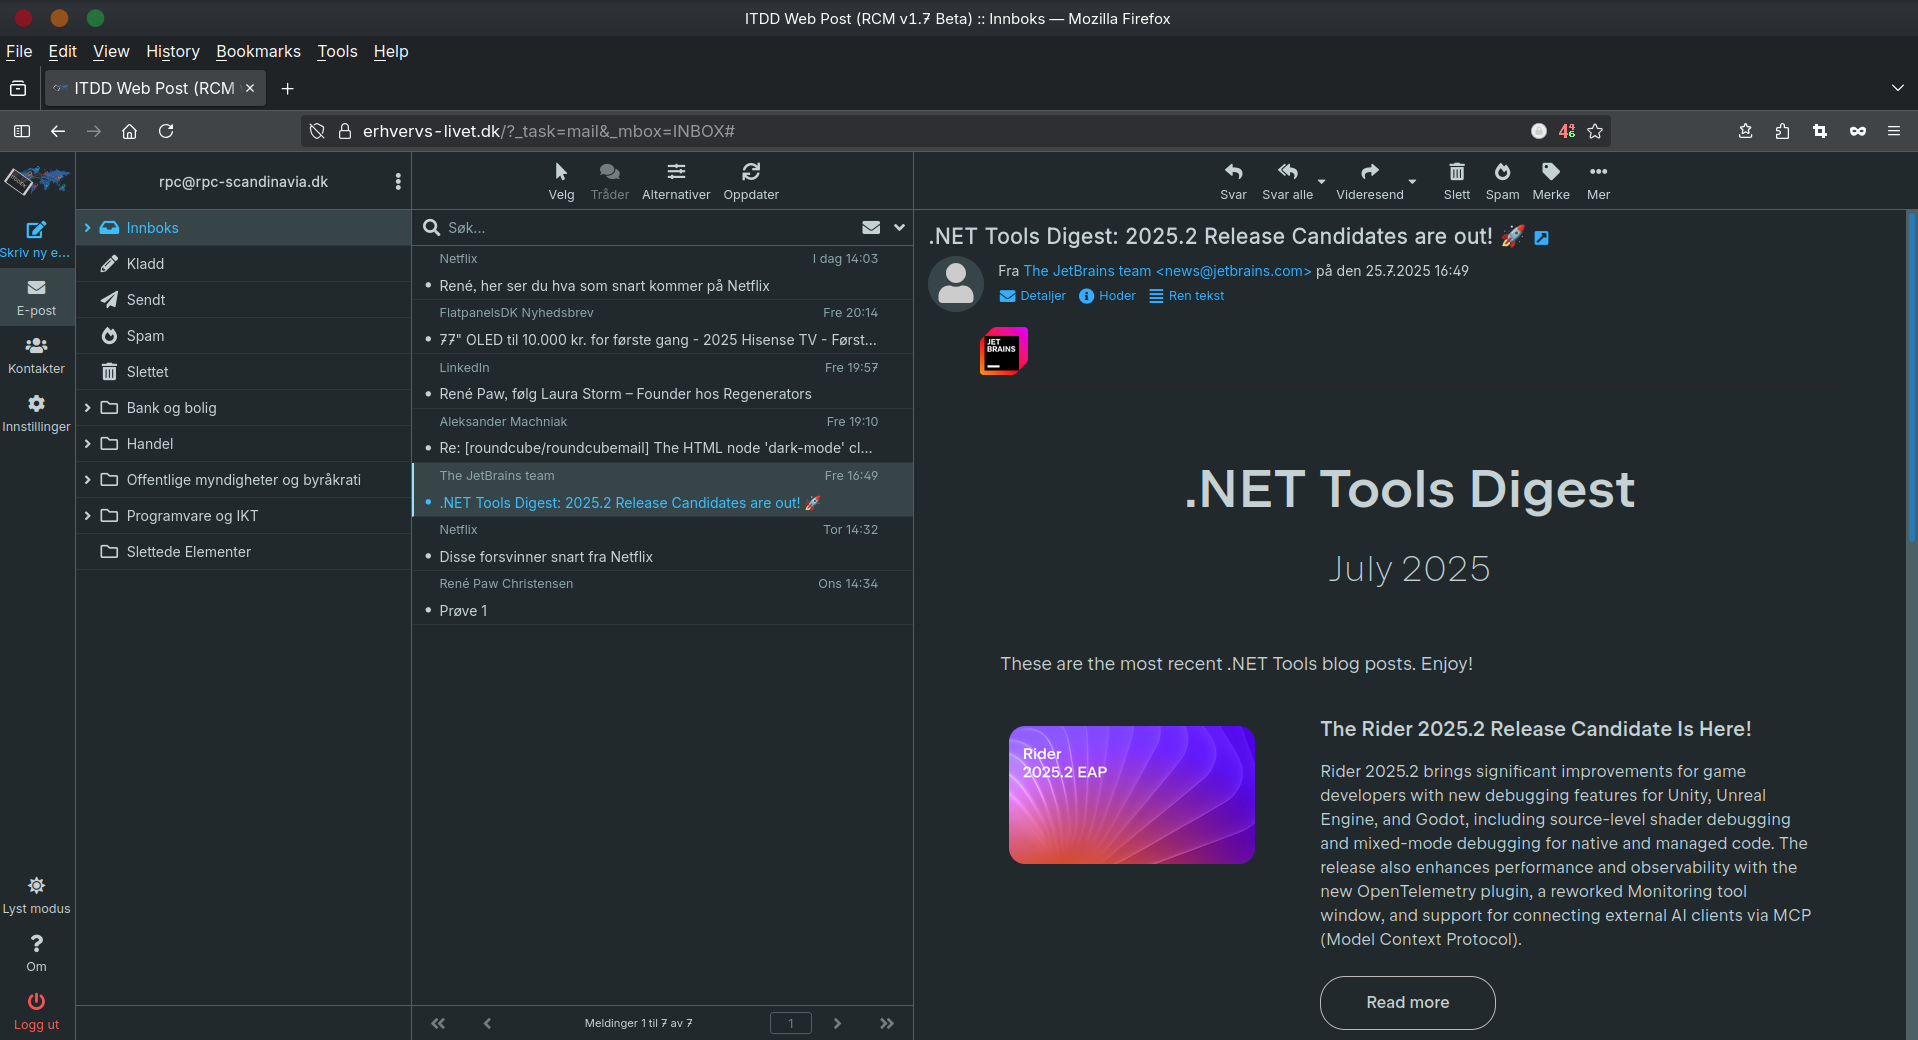 ITDD Web Post (RCM v1.7 Beta) :: Innboks — Mozilla Firefox
File Edit View History Bookmarks Tools Help
ITDD Web Post (RCM
erhvervs-livet.dk/?_task=mail&_mbox=INBOX#
46
Skriv ny e...
E-post
Kontakter
Innstillinger
Lyst modus
Om
Logg ut
rpc@rpc-scandinavia.dk
Innboks
Kladd
Sendt
Spam
Slettet
Bank og bolig
Handel
Offentlige myndigheter og byråkrati
Programvare og IKT
Slettede Elementer
Velg Tråder Alternativer Oppdater
Søk...
Netflix I dag 14:03
• René, her ser du hva som snart kommer på Netflix
FlatpanelsDK Nyhedsbrev Fre 20:14
• 77" OLED til 10.000 kr. for første gang - 2025 Hisense TV - Først...
LinkedIn Fre 19:57
• René Paw, følg Laura Storm – Founder hos Regenerators
Aleksander Machniak Fre 19:10
• Re: [roundcube/roundcubemail] The HTML node 'dark-mode' cl...
The JetBrains team Fre 16:49
• .NET Tools Digest: 2025.2 Release Candidates are out! 🚀
Netflix Tor 14:32
• Disse forsvinner snart fra Netflix
René Paw Christensen Ons 14:34
• Prøve 1
Meldinger 1 til 7 av 7 1
Svar Svar alle Videresend Slett Spam Merke Mer
.NET Tools Digest: 2025.2 Release Candidates are out! 🚀
Fra The JetBrains team <news@jetbrains.com> på den 25.7.2025 16:49
Detaljer Hoder Ren tekst
JET
BRAINS
.NET Tools Digest
July 2025
These are the most recent .NET Tools blog posts. Enjoy!
Rider
2025.2 EAP
The Rider 2025.2 Release Candidate Is Here!
Rider 2025.2 brings significant improvements for game
developers with new debugging features for Unity, Unreal
Engine, and Godot, including source-level shader debugging
and mixed-mode debugging for native and managed code. The
release also enhances performance and observability with the
new OpenTelemetry plugin, a reworked Monitoring tool
window, and support for connecting external AI clients via MCP
(Model Context Protocol).
Read more